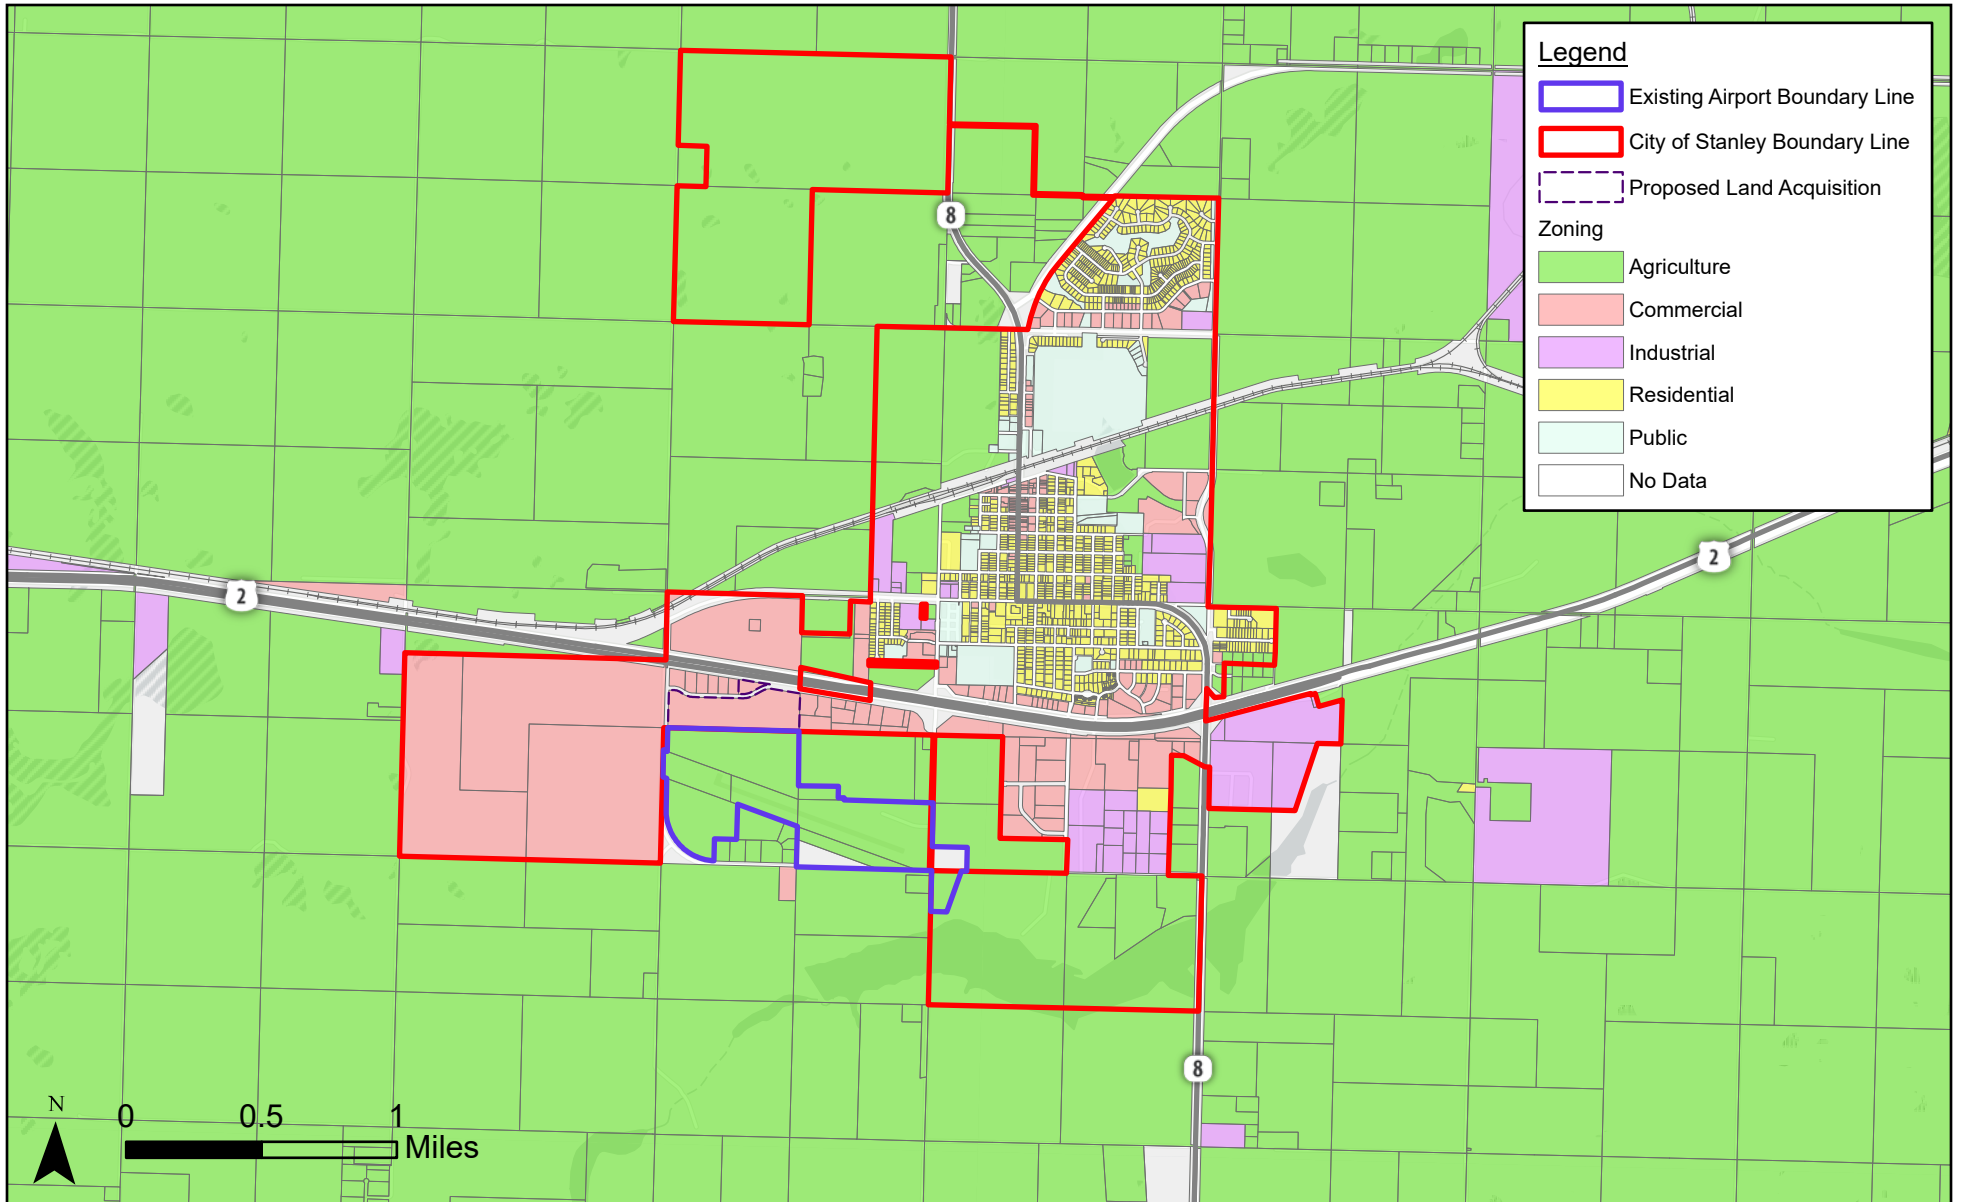 Legend
Existing Airport Boundary Line
City of Stanley Boundary Line
Proposed Land Acquisition
Zoning
Agriculture
Commercial
Industrial
Residential
Public
No Data
8
2
2
8
N
0 0.5 1
Miles